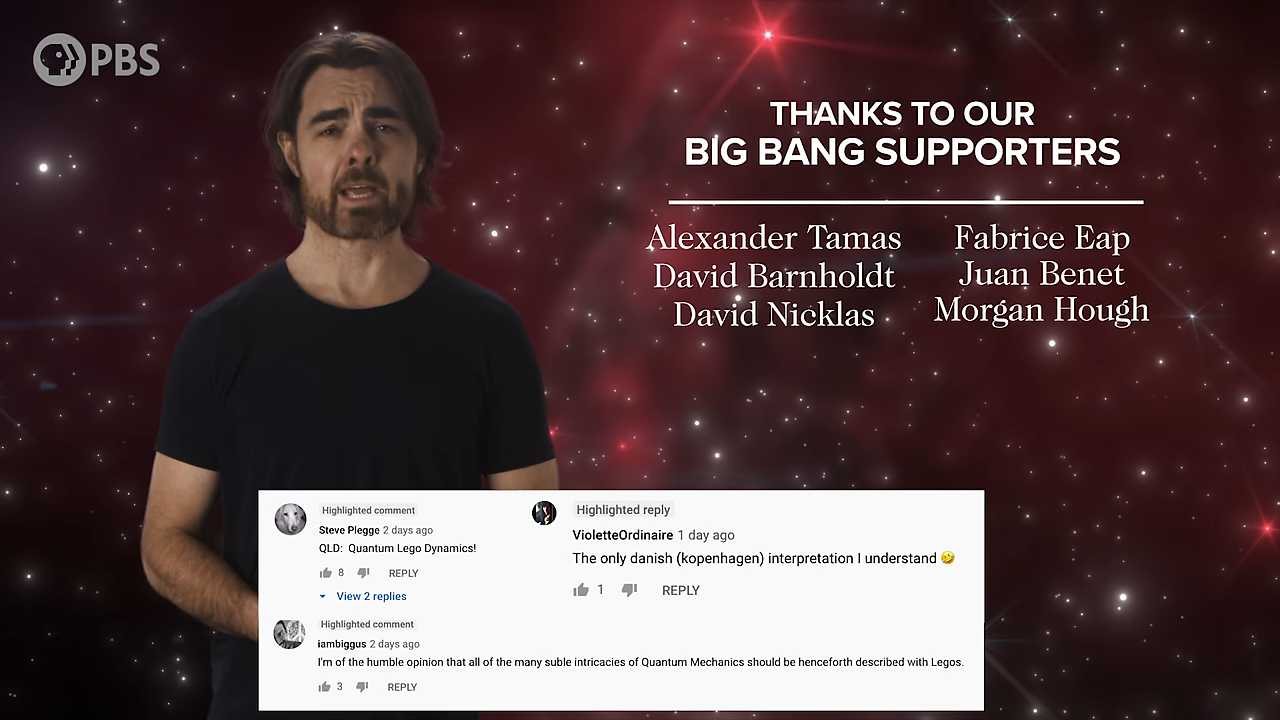 PBS
THANKS TO OUR
BIG BANG SUPPORTERS
Alexander Tamas
David Barnholdt
David Nicklas
Fabrice Eap
Juan Benet
Morgan Hough
Highlighted comment
Steve Plegge 2 days ago
QLD: Quantum Lego Dynamics!
8 REPLY
View 2 replies
Highlighted reply
VioletteOrdinaire 1 day ago
The only danish (kopenhagen) interpretation I understand 🤣
1 REPLY
Highlighted comment
iambiggus 2 days ago
I'm of the humble opinion that all of the many suble intricacies of Quantum Mechanics should be henceforth described with Legos.
3 REPLY